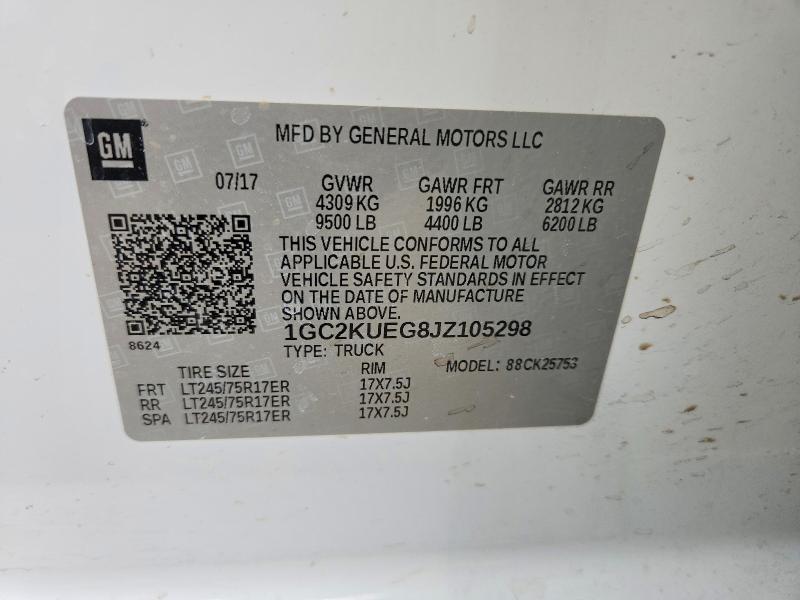 GM
MFD BY GENERAL MOTORS LLC
07/17 GVWR GAWR FRT GAWR RR
4309 KG 1996 KG 2812 KG
9500 LB 4400 LB 6200 LB
THIS VEHICLE CONFORMS TO ALL
APPLICABLE U.S. FEDERAL MOTOR
VEHICLE SAFETY STANDARDS IN EFFECT
ON THE DATE OF MANUFACTURE
SHOWN ABOVE.
1GC2KUEG8JZ105298
8624
TYPE: TRUCK MODEL: 88CK25753
TIRE SIZE RIM
FRT LT245/75R17ER 17X7.5J
RR LT245/75R17ER 17X7.5J
SPA LT245/75R17ER 17X7.5J